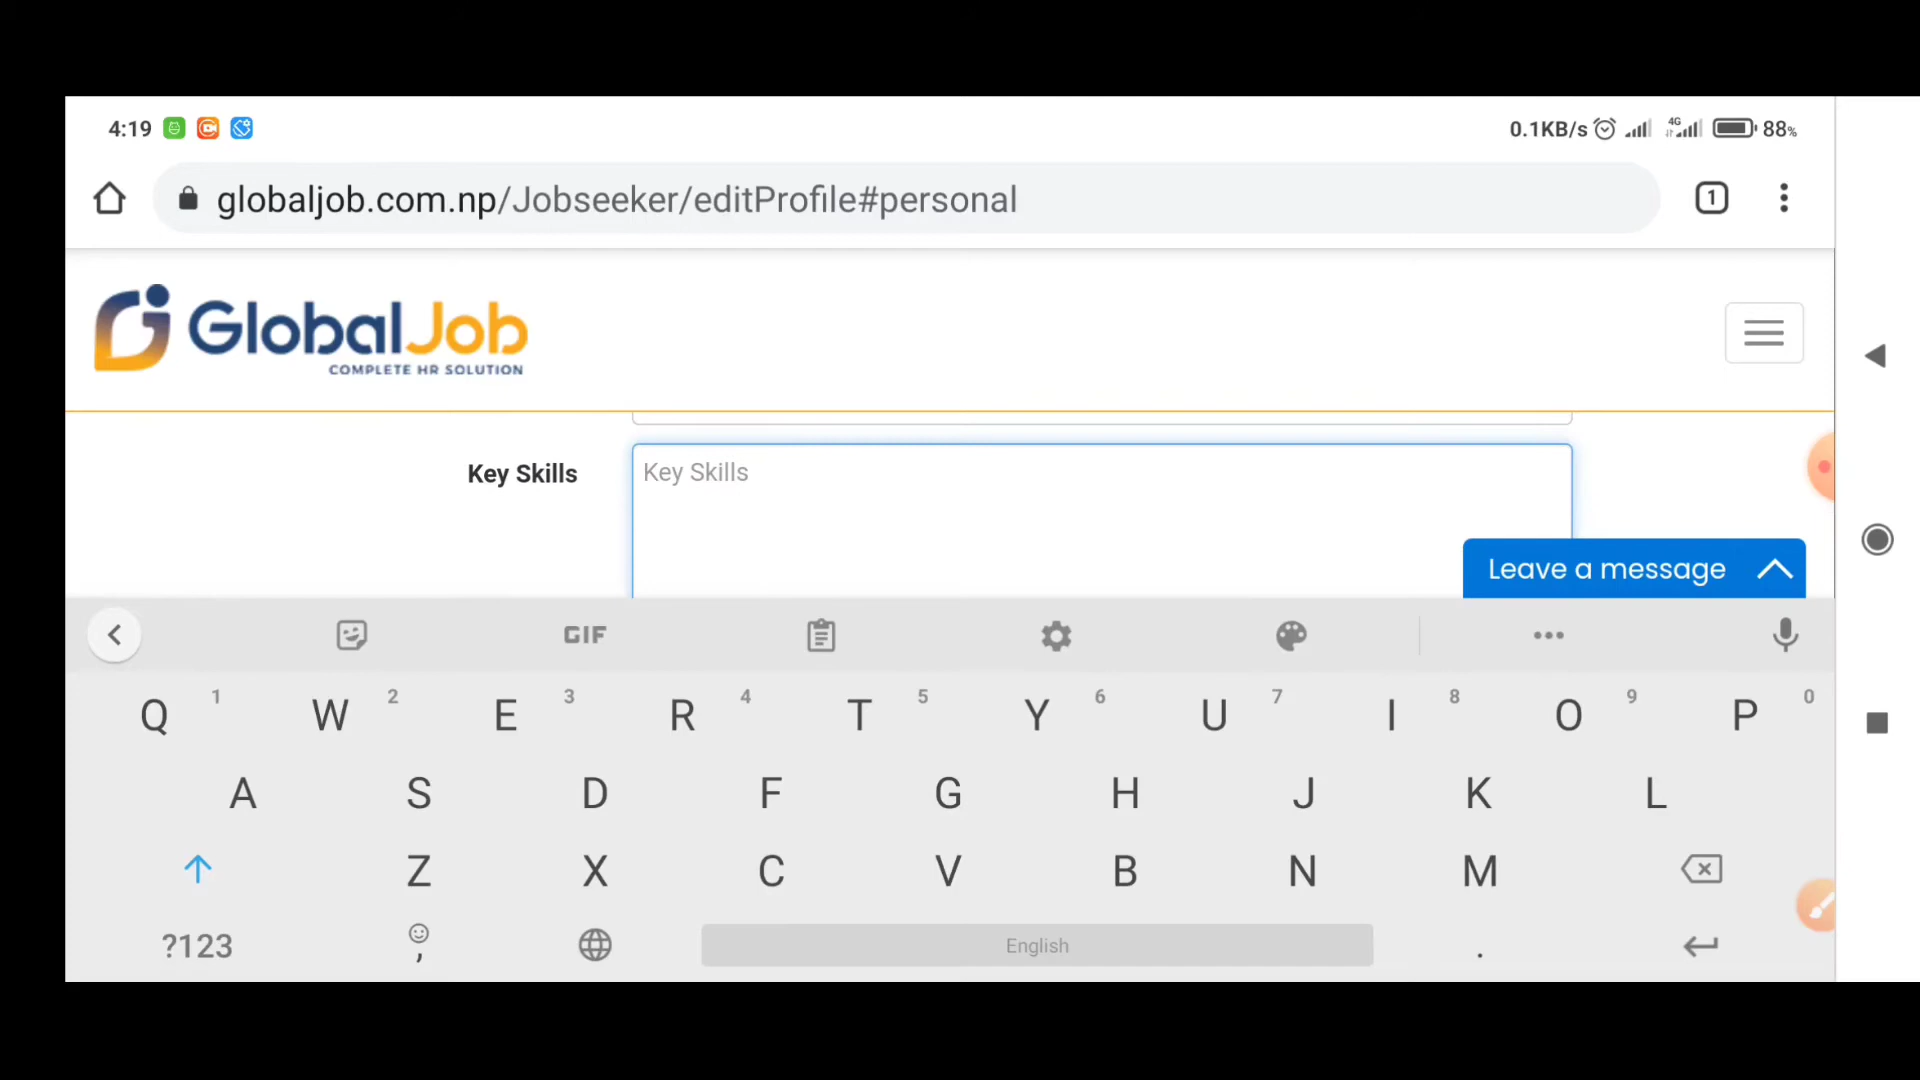 4:19 0.1KB/s 4G 88%
globaljob.com.np/Jobseeker/editProfile#personal 1
GlobalJob
COMPLETE HR SOLUTION
Key Skills Key Skills
Leave a message
GIF
Q 1 W 2 E 3 R 4 T 5 Y 6 U 7 I 8 O 9 P 0
A S D F G H J K L
Z X C V B N M
?123 , English .